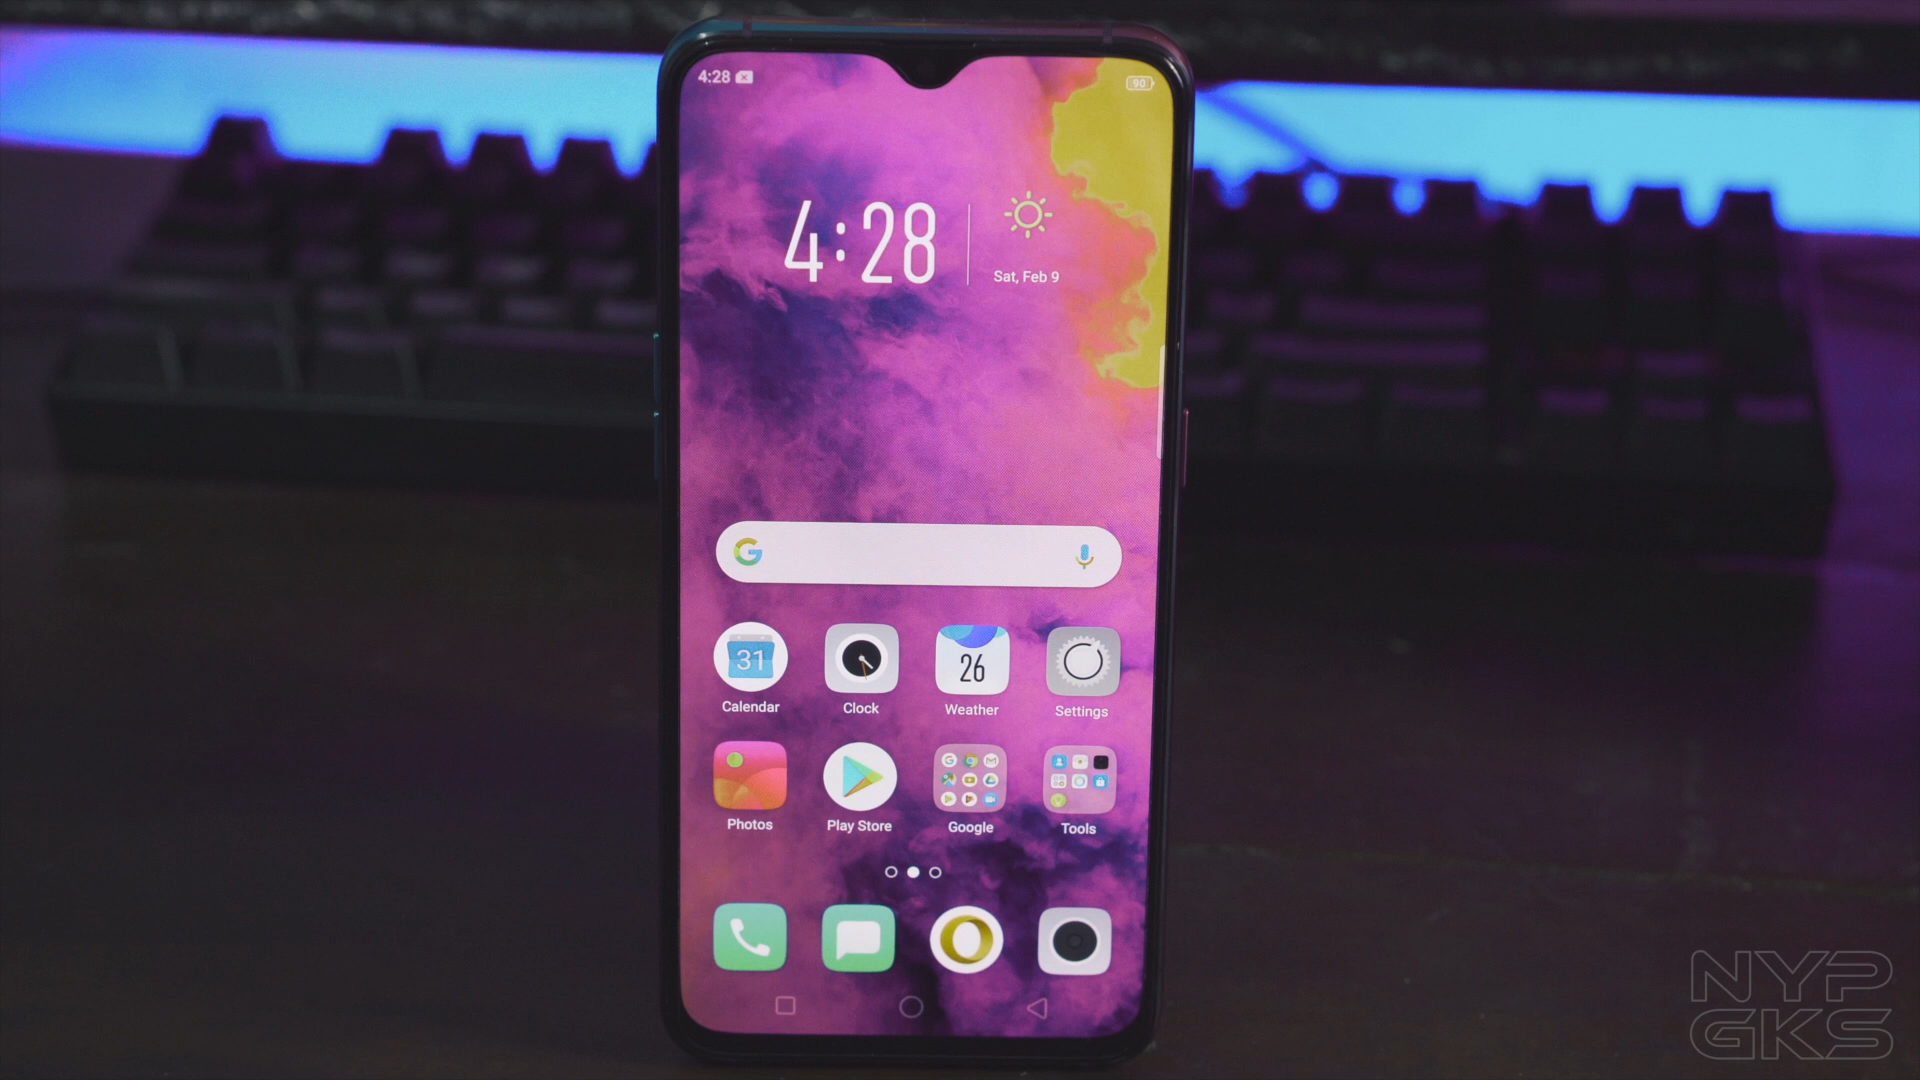 4:28
90
4:28
Sat, Feb 9
G
31
26
Calendar
Clock
Weather
Settings
Photos
Play Store
Google
Tools
NYP
GKS